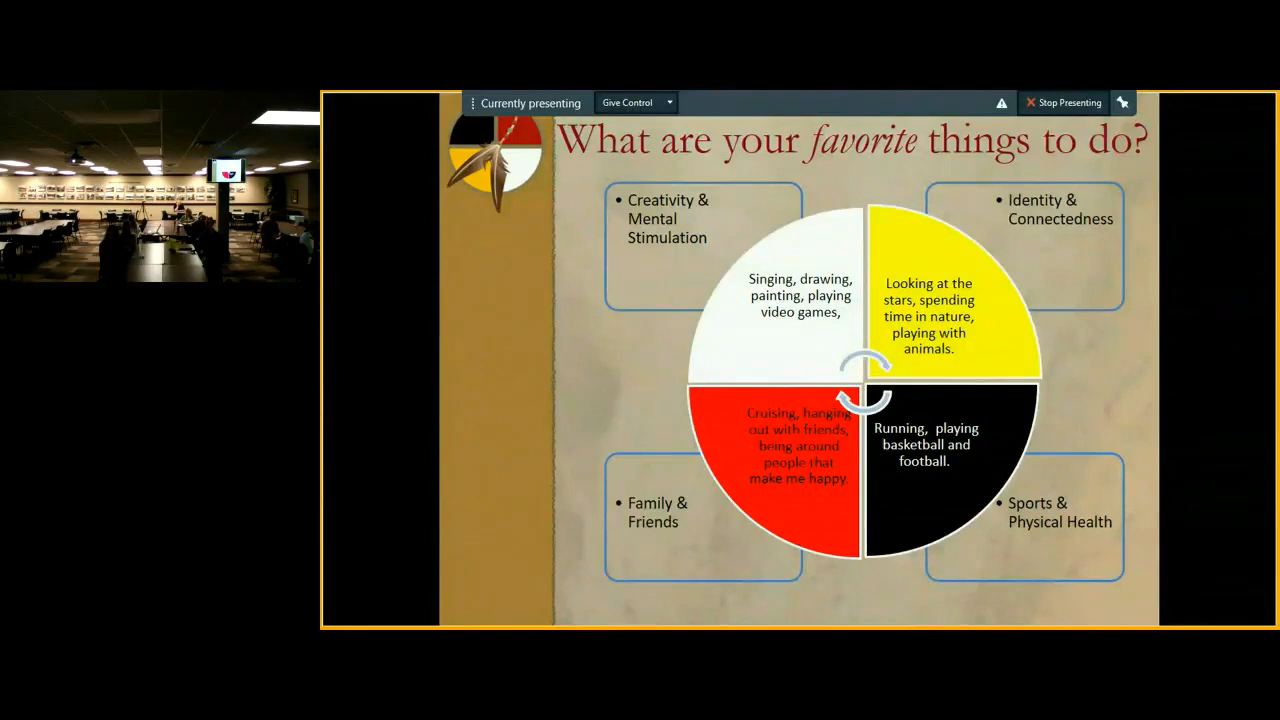 Currently presenting
Give Control
Stop Presenting
What are your favorite things to do?
• Creativity &
Mental
Stimulation
• Identity &
Connectedness
Singing, drawing,
painting, playing
video games,
Looking at the
stars, spending
time in nature,
playing with
animals.
Cruising, hanging
out with friends,
being around
people that
make me happy.
Running, playing
basketball and
football.
• Family &
Friends
• Sports &
Physical Health